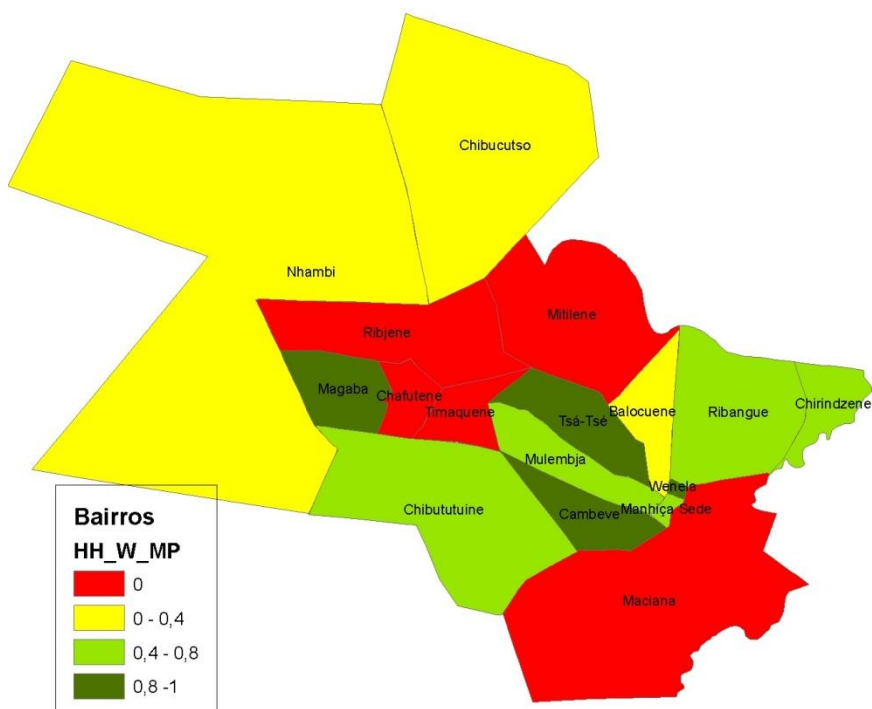 Chibucutso
Nhambi
Mitilene
Ribjene
Magaba
Chafutene
Timaquene
Tsá-Tsé
Balocuene
Ribangue
Chirindzene
Mulembja
Wenela
Chibututuine
Cambeve
Manhiça Sede
Maciana
Bairros
HH_W_MP
0
0 - 0,4
0,4 - 0,8
0,8 -1